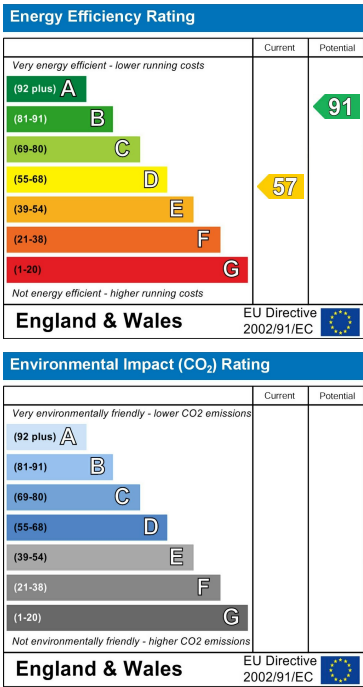 Energy Efficiency Rating
Current Potential
Very energy efficient - lower running costs
(92 plus) A
(81-91) B
(69-80) C
(55-68) D
(39-54) E
(21-38) F
(1-20) G
91
57
Not energy efficient - higher running costs
England & Wales
EU Directive
2002/91/EC
Environmental Impact (CO₂) Rating
Current Potential
Very environmentally friendly - lower CO2 emissions
(92 plus) A
(81-91) B
(69-80) C
(55-68) D
(39-54) E
(21-38) F
(1-20) G
Not environmentally friendly - higher CO2 emissions
England & Wales
EU Directive
2002/91/EC